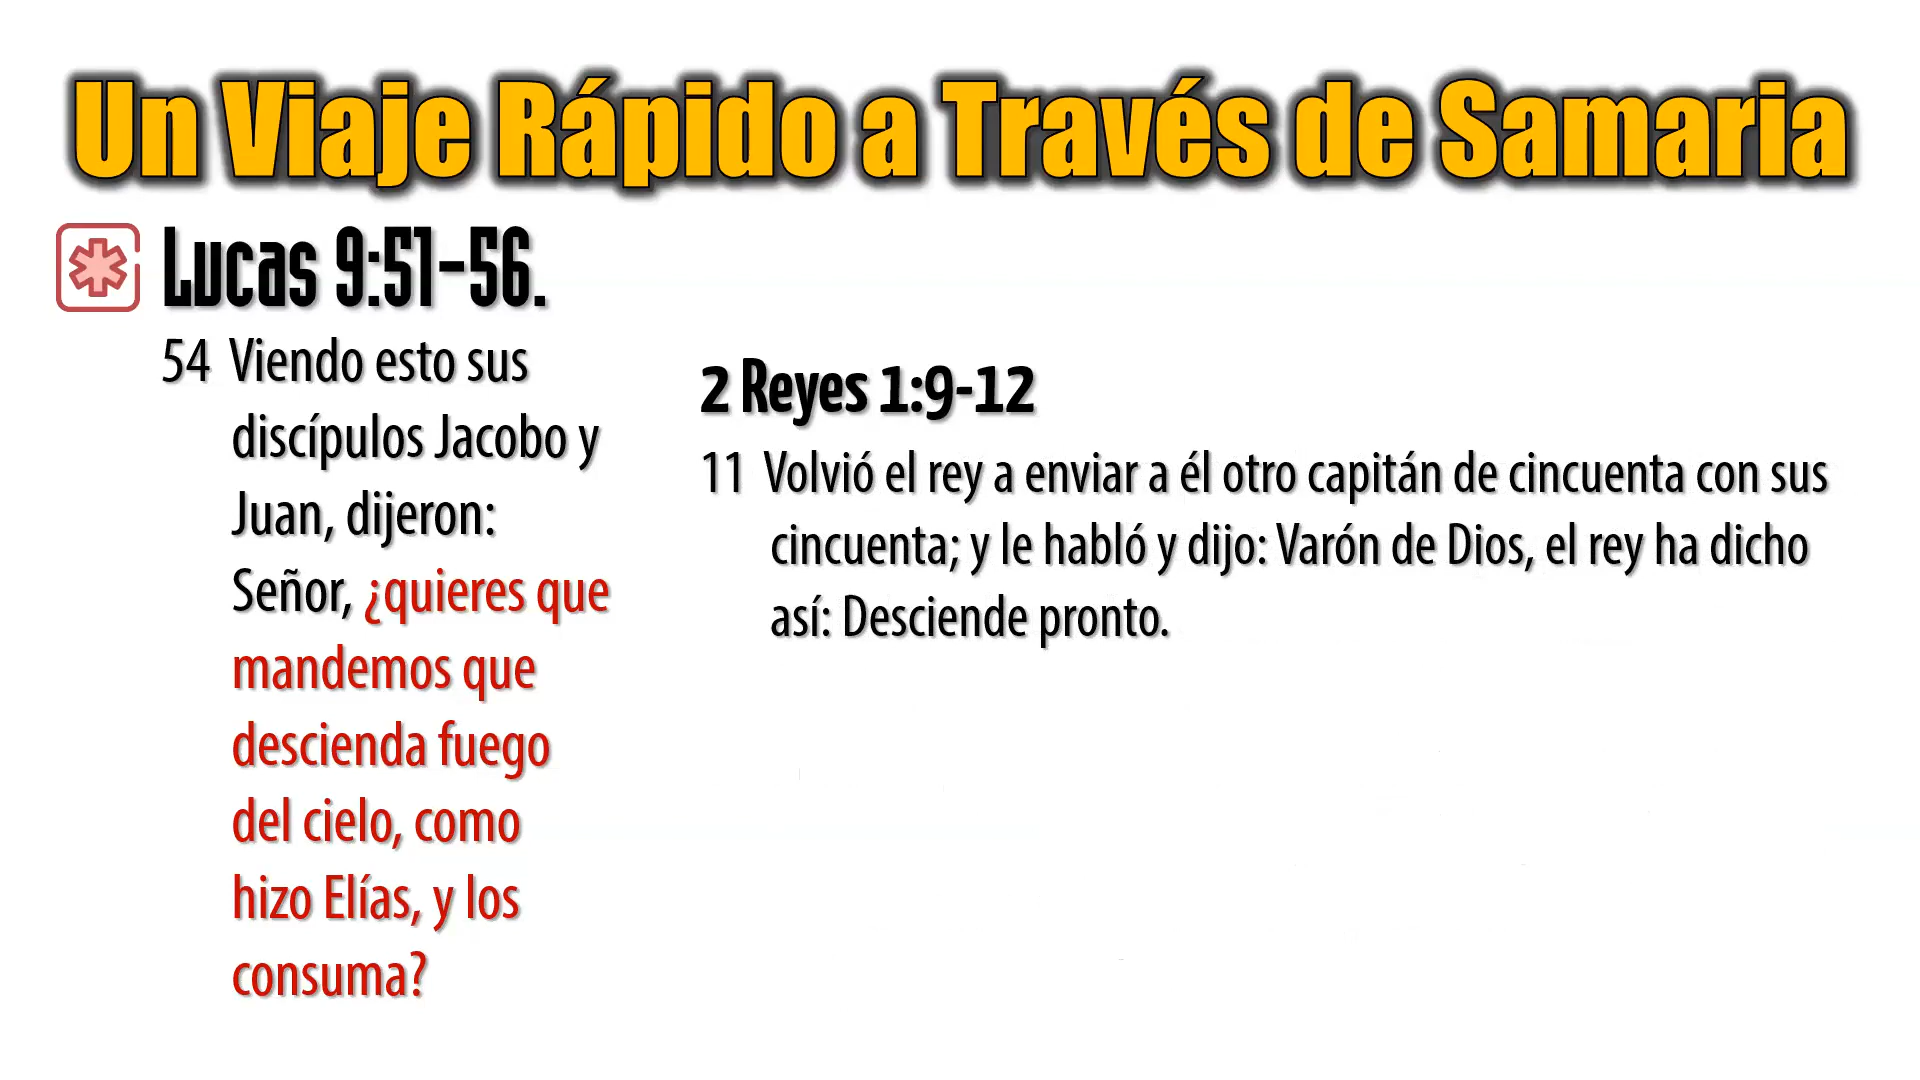 Un Viaje Rápido a Través de Samaria
Lucas 9:51-56.
54 Viendo esto sus
discípulos Jacobo y
Juan, dijeron:
Señor, ¿quieres que
mandemos que
descienda fuego
del cielo, como
hizo Elías, y los
consuma?
2 Reyes 1:9-12
11 Volvió el rey a enviar a él otro capitán de cincuenta con sus
cincuenta; y le habló y dijo: Varón de Dios, el rey ha dicho
así: Desciende pronto.